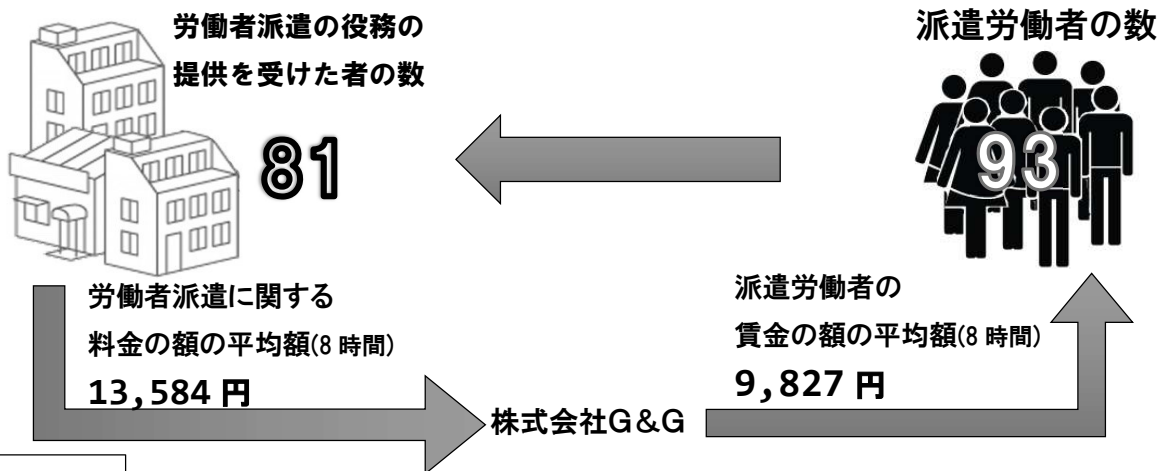 労働者派遣の役務の
提供を受けた者の数
81
派遣労働者の数
93
労働者派遣に関する
料金の額の平均額(8 時間)
13,584 円
派遣労働者の
賃金の額の平均額(8 時間)
9,827 円
株式会社G&G